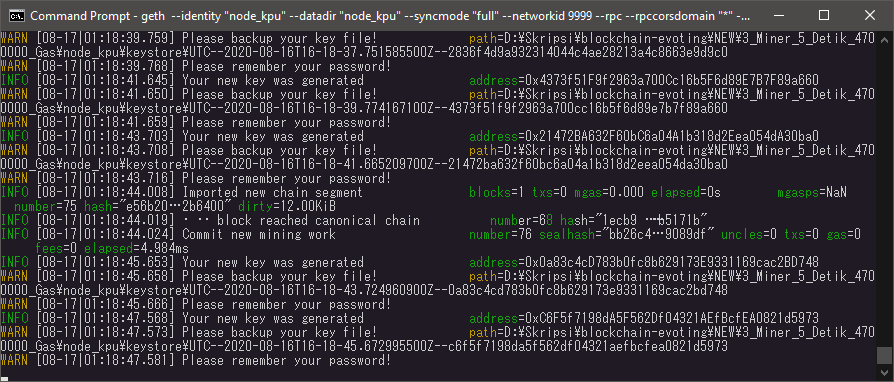 Command Prompt - geth --identity "node_kpu" --datadir "node_kpu" --syncmode "full" --networkid 9999 --rpc --rpccorsdomain "*" -...
WARN [08-17|01:18:39.759] Please backup your key file! path=D:¥Skripsi¥blockchain-evoting¥NEW¥3_Miner_5_Detik_470
0000_Gas¥node_kpu¥keystore¥UTC--2020-08-16T16-18-37.751585500Z--2836f4d9a932314044c4ae28213a4c8663e9d9c0
WARN [08-17|01:18:39.768] Please remember your password!
INFO [08-17|01:18:41.645] Your new key was generated address=0x4373f51F9f2963a700Cc16b5F6d89E7B7F89a660
WARN [08-17|01:18:41.650] Please backup your key file! path=D:¥Skripsi¥blockchain-evoting¥NEW¥3_Miner_5_Detik_470
0000_Gas¥node_kpu¥keystore¥UTC--2020-08-16T16-18-39.774167100Z--4373f51f9f2963a700cc16b5f6d89e7b7f89a660
WARN [08-17|01:18:41.659] Please remember your password!
INFO [08-17|01:18:43.703] Your new key was generated address=0x21472BA632F60bC6a04A1b318d2Eea054dA30ba0
WARN [08-17|01:18:43.708] Please backup your key file! path=D:¥Skripsi¥blockchain-evoting¥NEW¥3_Miner_5_Detik_470
0000_Gas¥node_kpu¥keystore¥UTC--2020-08-16T16-18-41.665209700Z--21472ba632f60bc6a04a1b318d2eea054da30ba0
WARN [08-17|01:18:43.716] Please remember your password!
INFO [08-17|01:18:44.008] Imported new chain segment blocks=1 txs=0 mgas=0.000 elapsed=0s mgasps=NaN
number=75 hash="e56b20…2b6400" dirty=12.00KiB
INFO [08-17|01:18:44.019] ・・・block reached canonical chain number=68 hash="1ecb9 …b5171b"
INFO [08-17|01:18:44.024] Commit new mining work number=76 sealhash="bb26c4…9089df" uncles=0 txs=0 gas=0
fees=0 elapsed=4.984ms
INFO [08-17|01:18:45.653] Your new key was generated address=0x0a83c4cD783b0fc8b629173E9331169cac2BD748
WARN [08-17|01:18:45.658] Please backup your key file! path=D:¥Skripsi¥blockchain-evoting¥NEW¥3_Miner_5_Detik_470
0000_Gas¥node_kpu¥keystore¥UTC--2020-08-16T16-18-43.724960900Z--0a83c4cd783b0fc8b629173e9331169cac2bd748
WARN [08-17|01:18:45.666] Please remember your password!
INFO [08-17|01:18:47.568] Your new key was generated address=0xC6F5f7198dA5F562Df04321AEfBcfEA0821d5973
WARN [08-17|01:18:47.573] Please backup your key file! path=D:¥Skripsi¥blockchain-evoting¥NEW¥3_Miner_5_Detik_470
0000_Gas¥node_kpu¥keystore¥UTC--2020-08-16T16-18-45.672995500Z--c6f5f7198da5f562df04321aefbcfea0821d5973
WARN [08-17|01:18:47.581] Please remember your password!